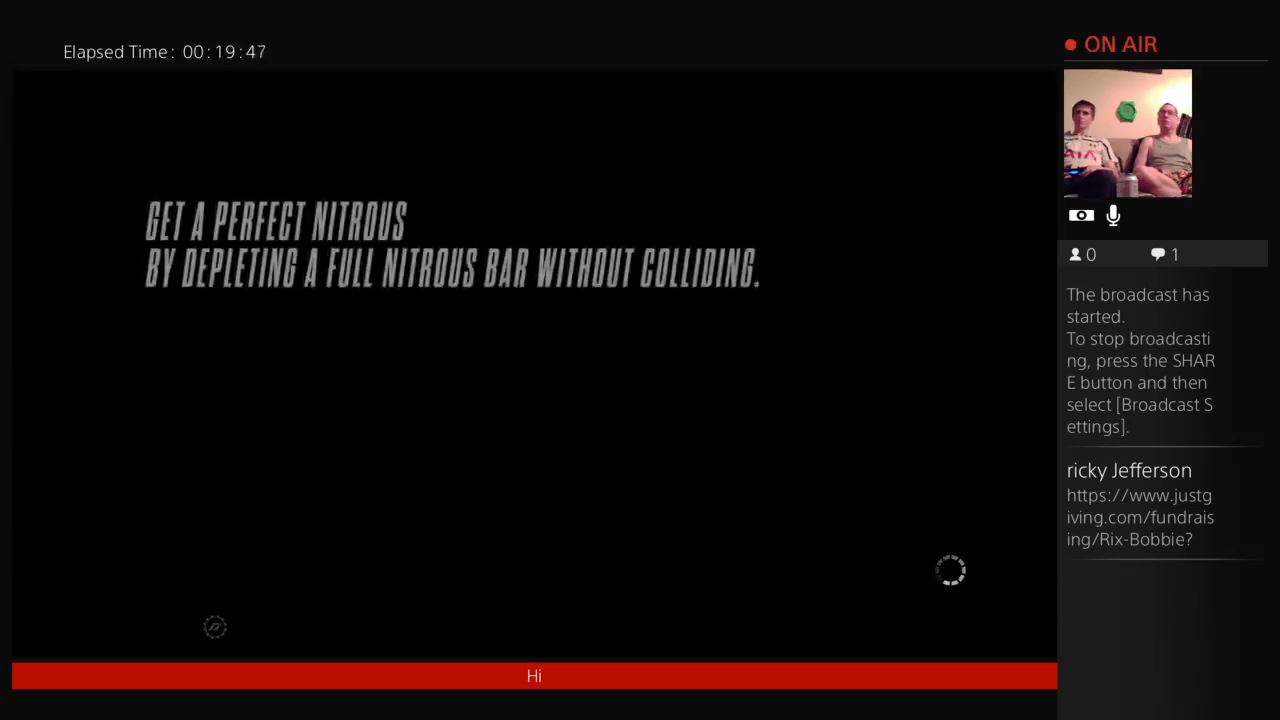 Elapsed Time: 00:19:47
ON AIR
GET A PERFECT NITROUS
BY DEPLETING A FULL NITROUS BAR WITHOUT COLLIDING.
AIA
0 1
The broadcast has
started.
To stop broadcasti
ng, press the SHAR
E button and then
select [Broadcast S
ettings].
ricky Jefferson
https://www.justg
iving.com/fundrais
ing/Rix-Bobbie?
Hi